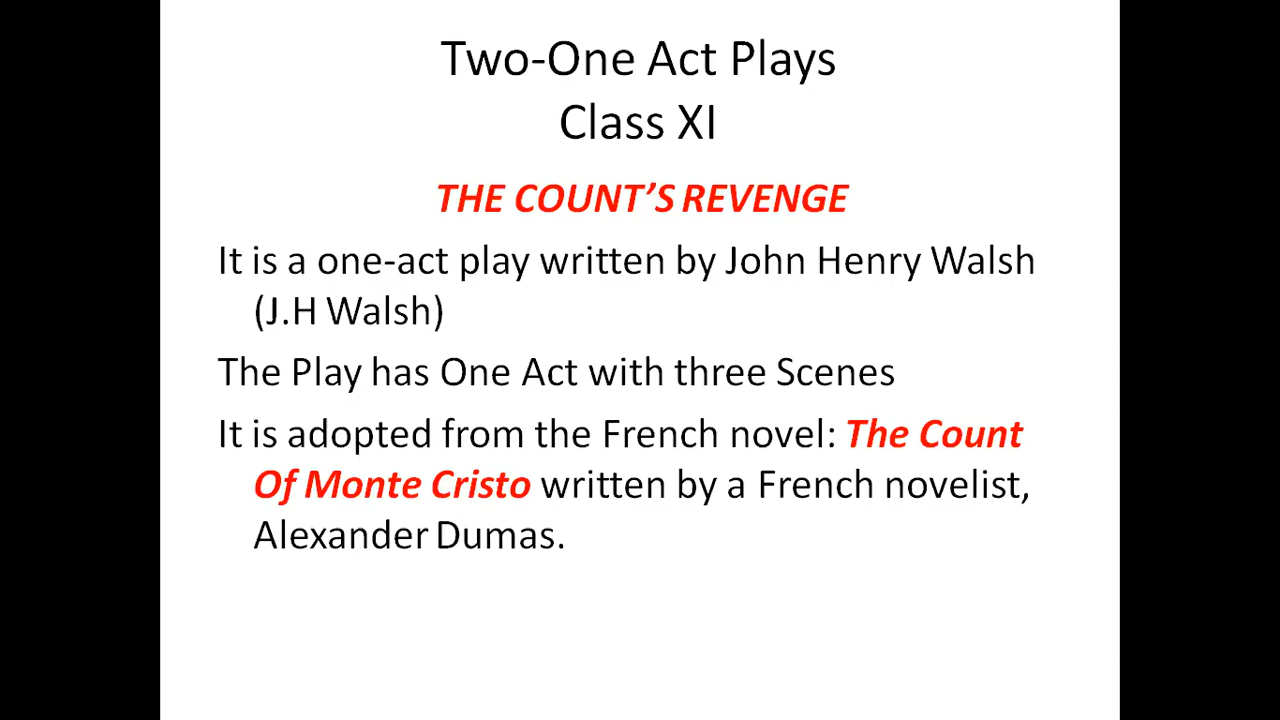 Two-One Act Plays
Class XI
THE COUNT’S REVENGE
It is a one-act play written by John Henry Walsh
(J.H Walsh)
The Play has One Act with three Scenes
It is adopted from the French novel: The Count
Of Monte Cristo written by a French novelist,
Alexander Dumas.